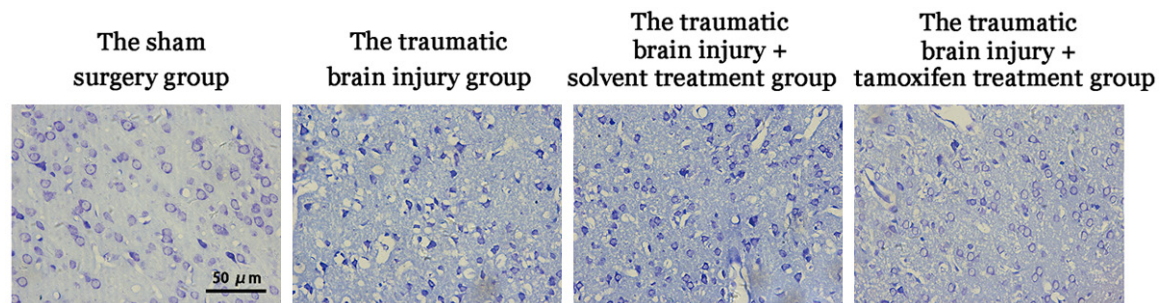 The sham
surgery group
The traumatic
brain injury group
The traumatic
brain injury +
solvent treatment group
The traumatic
brain injury +
tamoxifen treatment group
50 μm